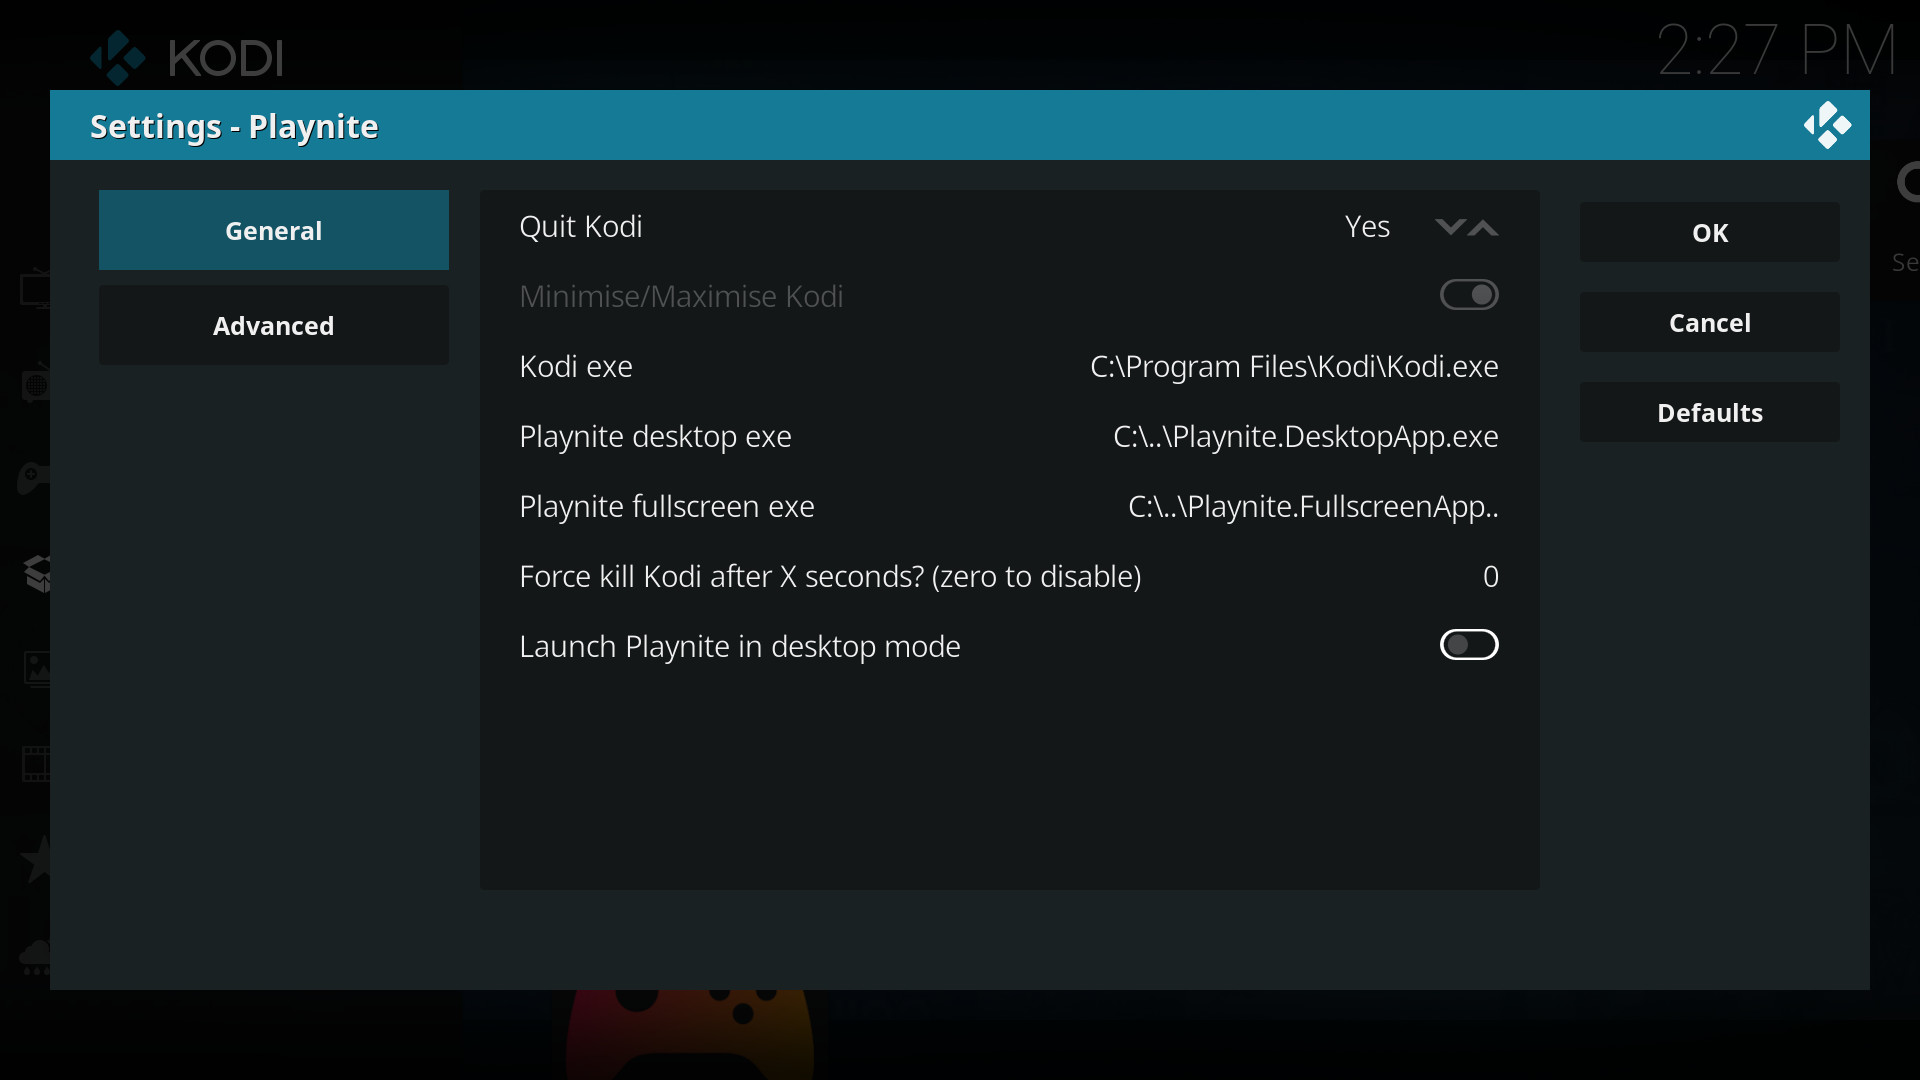 KODI
2:27 PM
Settings - Playnite
General
Advanced
Quit Kodi Yes
Minimise/Maximise Kodi
Kodi exe C:\Program Files\Kodi\Kodi.exe
Playnite desktop exe C:\..\Playnite.DesktopApp.exe
Playnite fullscreen exe C:\..\Playnite.FullscreenApp..
Force kill Kodi after X seconds? (zero to disable) 0
Launch Playnite in desktop mode
OK
Cancel
Defaults
Se